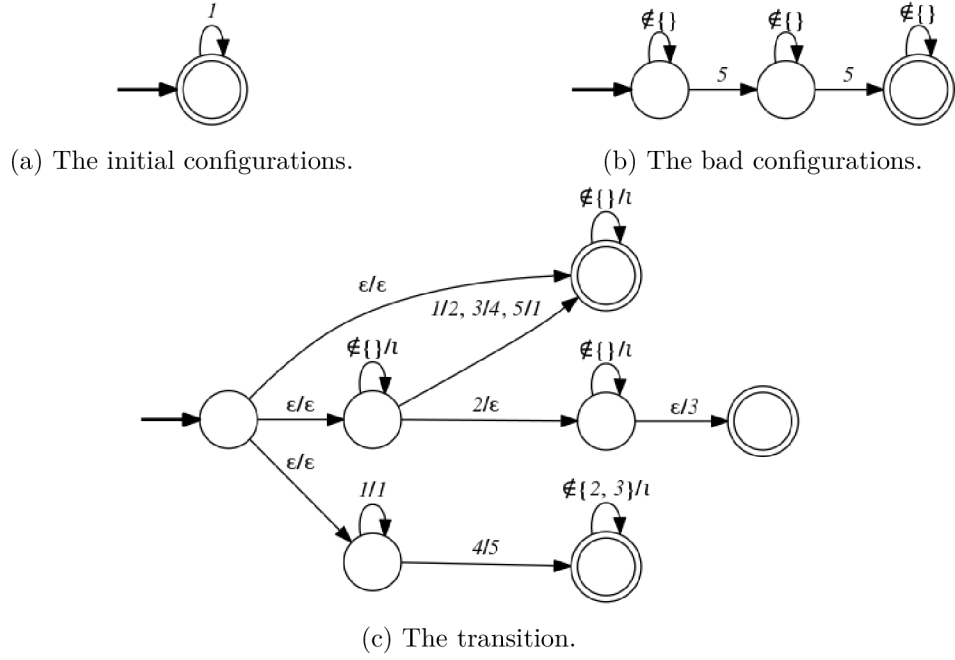 1
∉{}
∉{}
∉{}
5
5
(a) The initial configurations.
(b) The bad configurations.
∉{}/ι
ε/ε
1/2, 3/4, 5/1
∉{}/ι
∉{}/ι
ε/ε
2/ε
ε/3
ε/ε
1/1
∉{2, 3}/ι
4/5
(c) The transition.